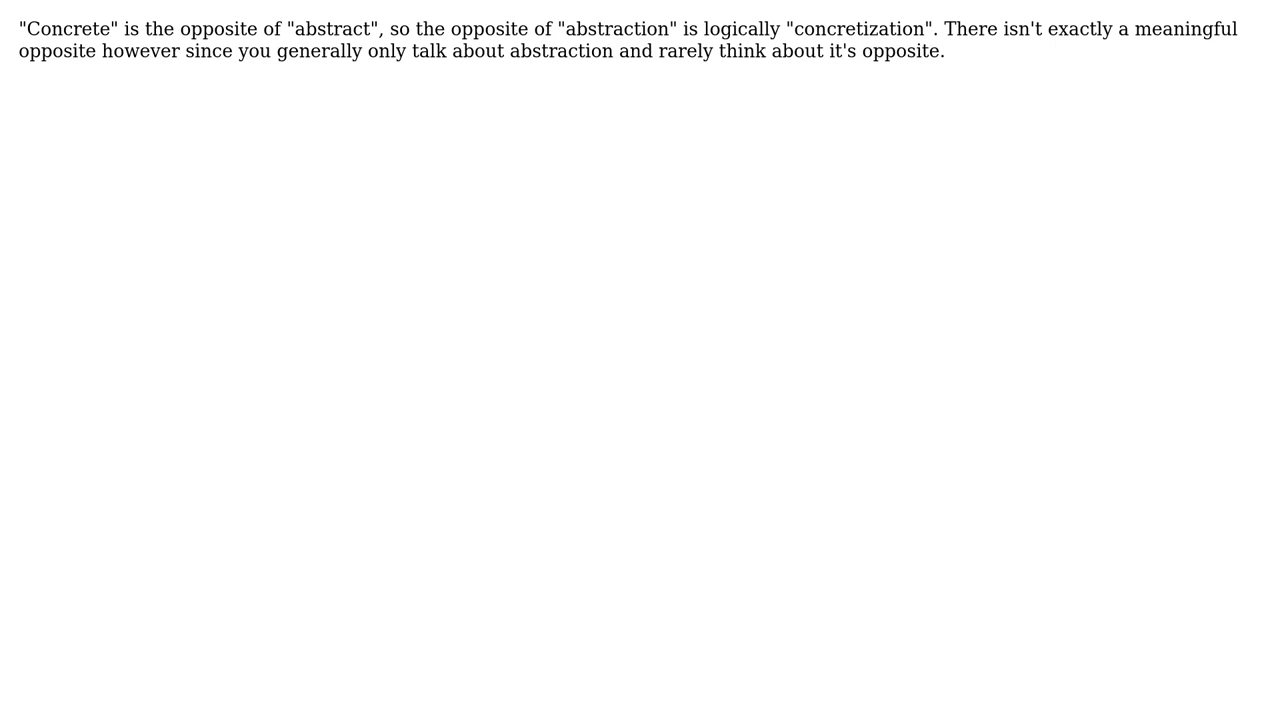 "Concrete" is the opposite of "abstract", so the opposite of "abstraction" is logically "concretization". There isn't exactly a meaningful
opposite however since you generally only talk about abstraction and rarely think about it's opposite.